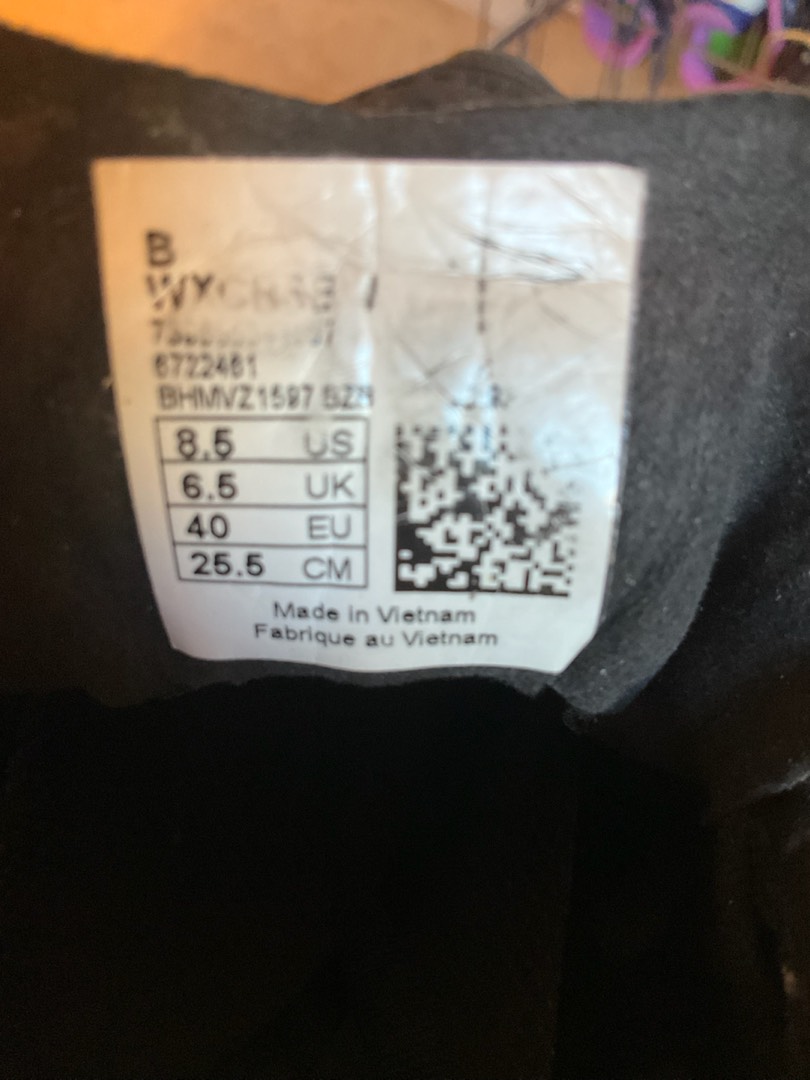 B
6722461
BHMVZ1597
8.5 US
6.5 UK
40 EU
25.5 CM
Made in Vietnam
Fabrique au Vietnam